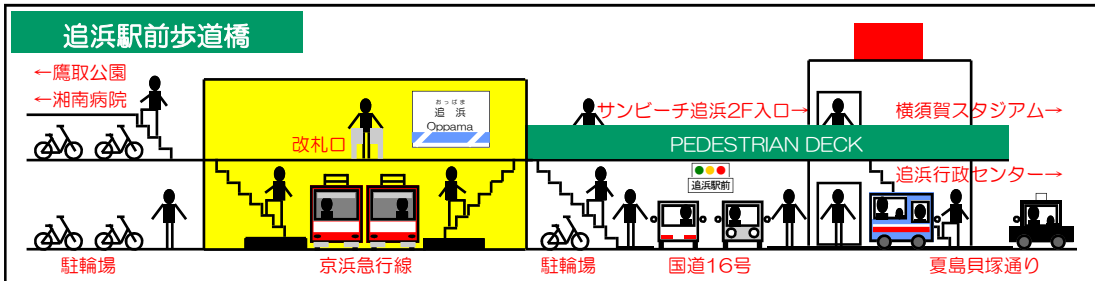 追浜駅前歩道橋
←鷹取公園
←湘南病院
改札口
おっぱま
追浜
Oppama
サンビーチ追浜2F入口→
横須賀スタジアム→
PEDESTRIAN DECK
追浜駅前
追浜行政センター→
駐輪場
京浜急行線
駐輪場
国道16号
夏島貝塚通り